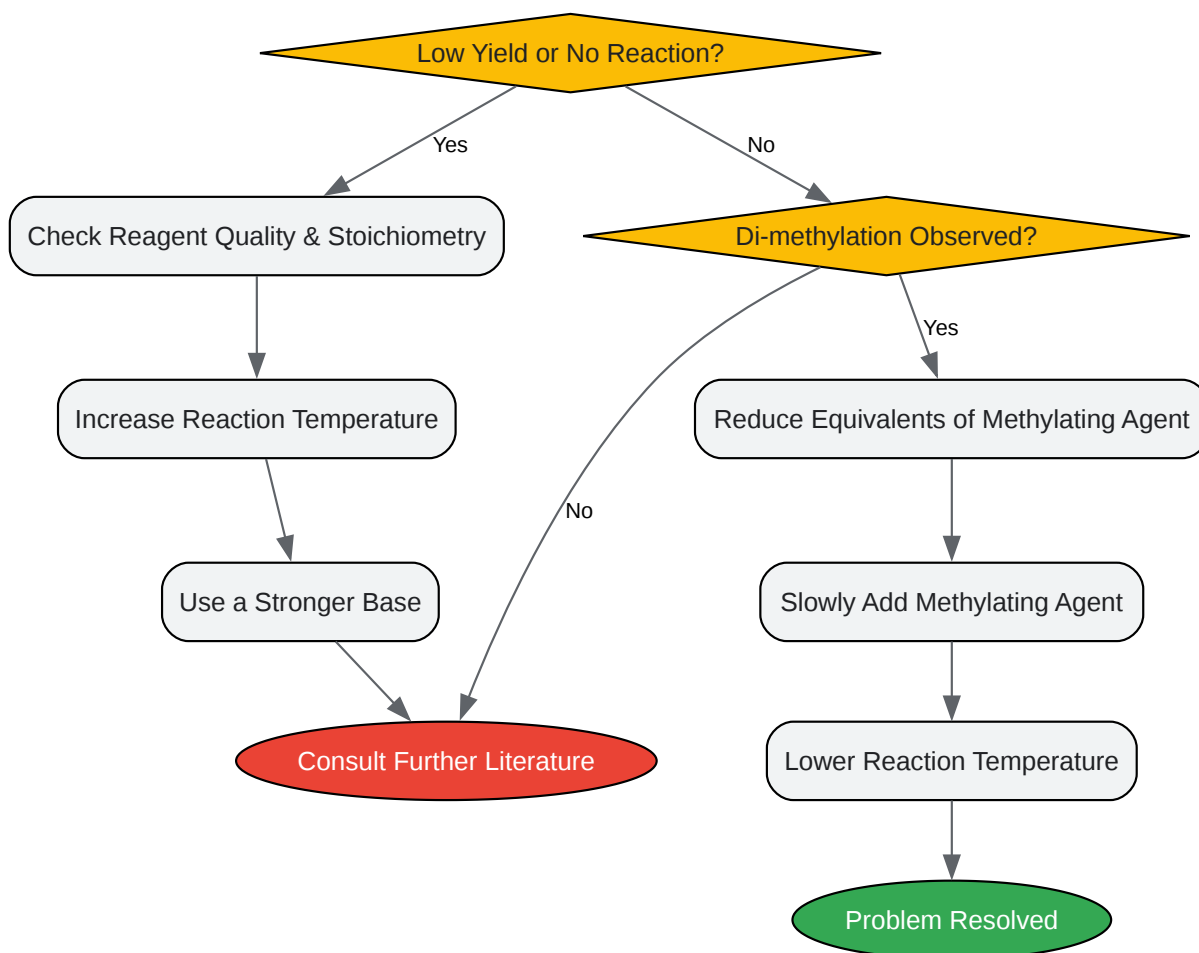 Low Yield or No Reaction?
Yes
No
Check Reagent Quality & Stoichiometry
Di-methylation Observed?
Yes
Increase Reaction Temperature
Reduce Equivalents of Methylating Agent
No
Use a Stronger Base
Slowly Add Methylating Agent
Consult Further Literature
Lower Reaction Temperature
Problem Resolved